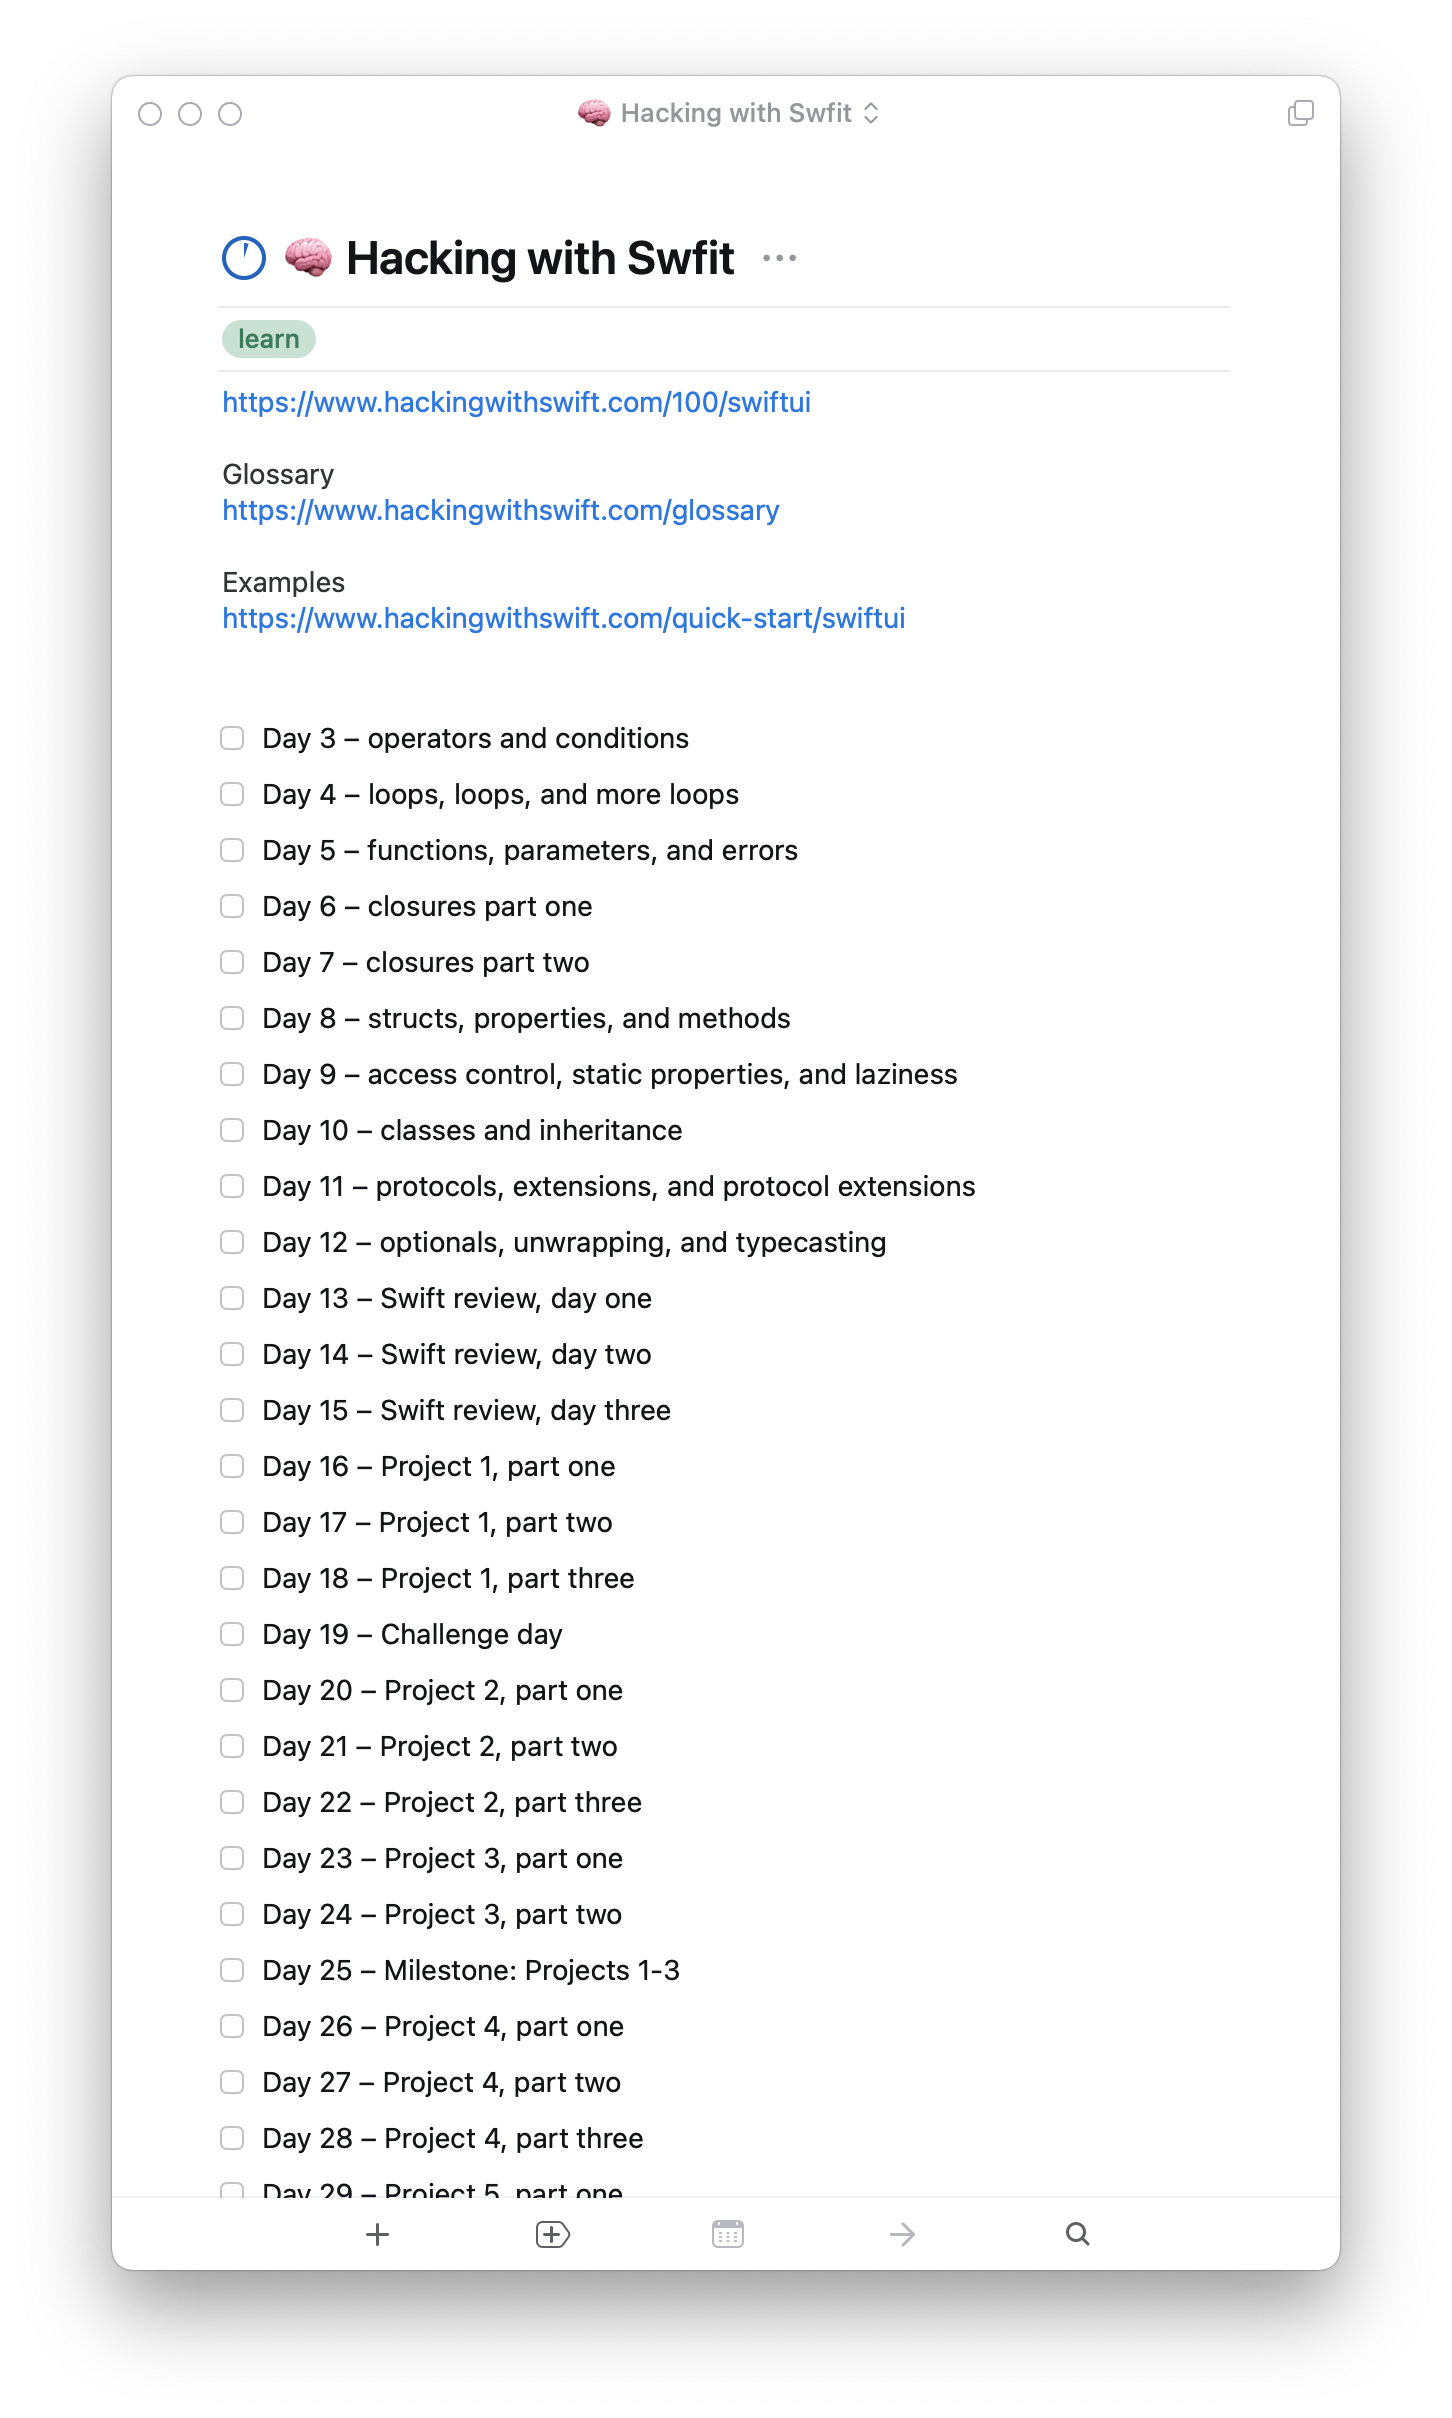 Hacking with Swfit
Hacking with Swfit
learn
https://www.hackingwithswift.com/100/swiftui
Glossary
https://www.hackingwithswift.com/glossary
Examples
https://www.hackingwithswift.com/quick-start/swiftui
Day 3 – operators and conditions
Day 4 – loops, loops, and more loops
Day 5 – functions, parameters, and errors
Day 6 – closures part one
Day 7 – closures part two
Day 8 – structs, properties, and methods
Day 9 – access control, static properties, and laziness
Day 10 – classes and inheritance
Day 11 – protocols, extensions, and protocol extensions
Day 12 – optionals, unwrapping, and typecasting
Day 13 – Swift review, day one
Day 14 – Swift review, day two
Day 15 – Swift review, day three
Day 16 – Project 1, part one
Day 17 – Project 1, part two
Day 18 – Project 1, part three
Day 19 – Challenge day
Day 20 – Project 2, part one
Day 21 – Project 2, part two
Day 22 – Project 2, part three
Day 23 – Project 3, part one
Day 24 – Project 3, part two
Day 25 – Milestone: Projects 1-3
Day 26 – Project 4, part one
Day 27 – Project 4, part two
Day 28 – Project 4, part three
Day 29 – Project 5, part one